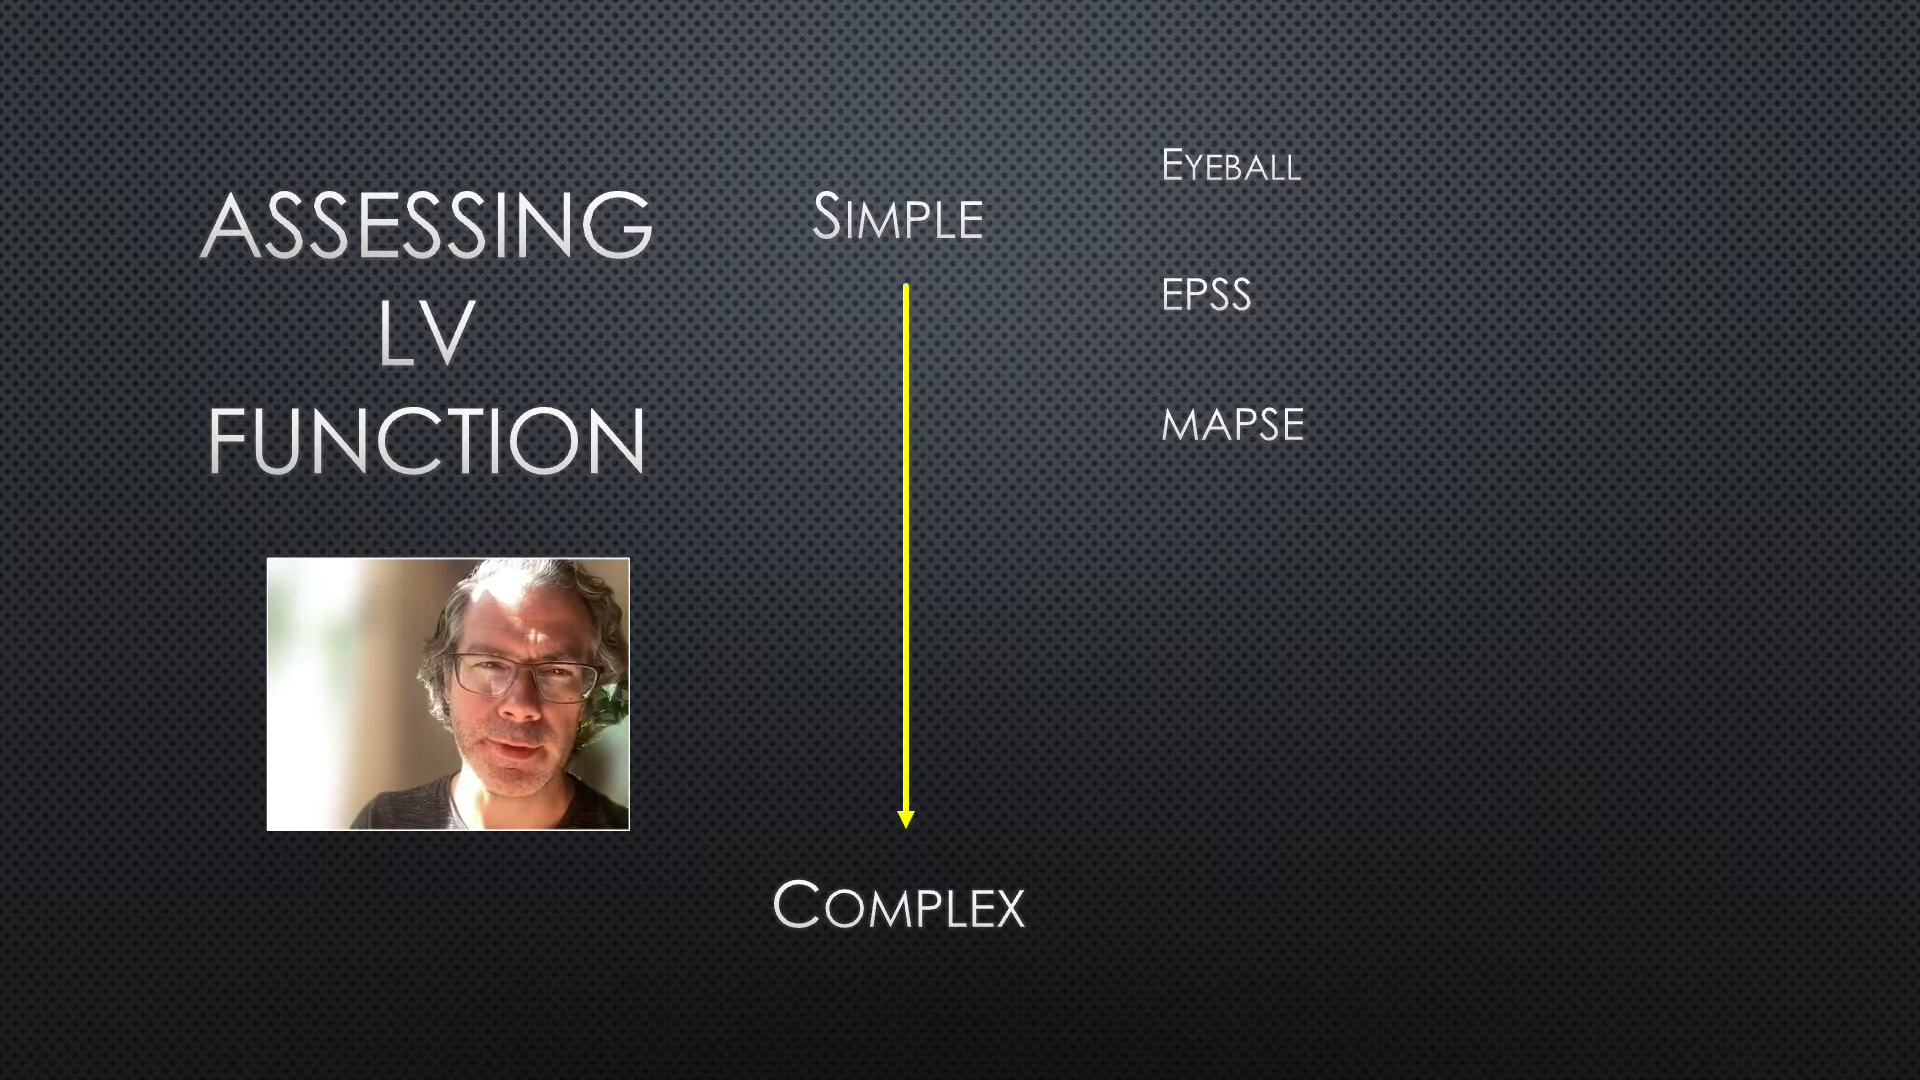 ASSESSING
LV
FUNCTION
SIMPLE
COMPLEX
EYEBALL
EPSS
MAPSE